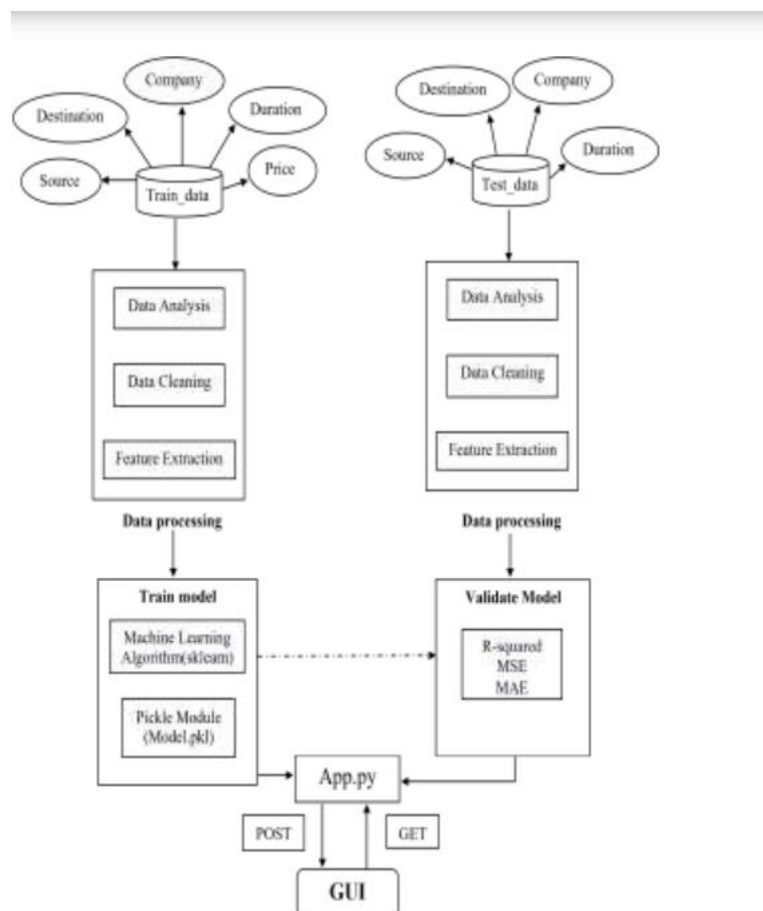 Company
Destination
Duration
Source
Price
Train_data
Company
Destination
Source
Duration
Test_data
Data Analysis
Data Cleaning
Feature Extraction
Data processing
Data Analysis
Data Cleaning
Feature Extraction
Data processing
Train model
Machine Learning
Algorithm(sklearn)
Pickle Module
(Model.pkl)
Validate Model
R-squared
MSE
MAE
App.py
POST
GET
GUI